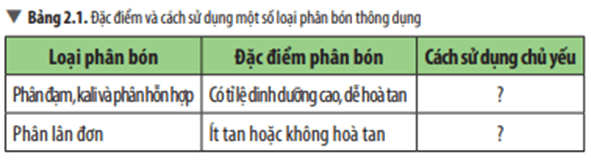 ▼ Bảng 2.1. Đặc điểm và cách sử dụng một số loại phân bón thông dụng
Loại phân bón Đặc điểm phân bón Cách sử dụng chủ yếu
Phân đạm, kali và phân hỗn hợp Có tỉ lệ dinh dưỡng cao, dễ hoà tan ?
Phân lân đơn Ít tan hoặc không hoà tan ?